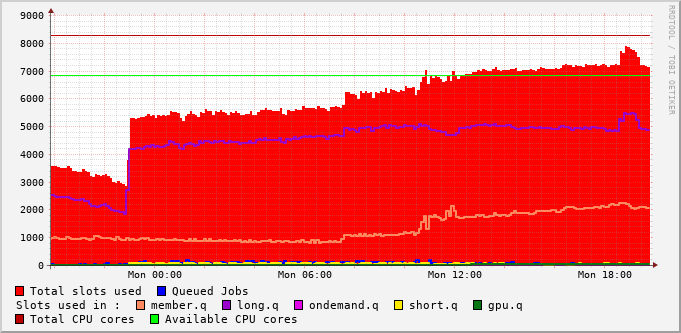 9000
8000
7000
6000
5000
4000
3000
2000
1000
0
Mon 00:00 Mon 06:00 Mon 12:00 Mon 18:00
RRDTOOL / TOBI OETIKER
Total slots used Queued Jobs
Slots used in : member.q long.q ondemand.q short.q gpu.q
Total CPU cores Available CPU cores